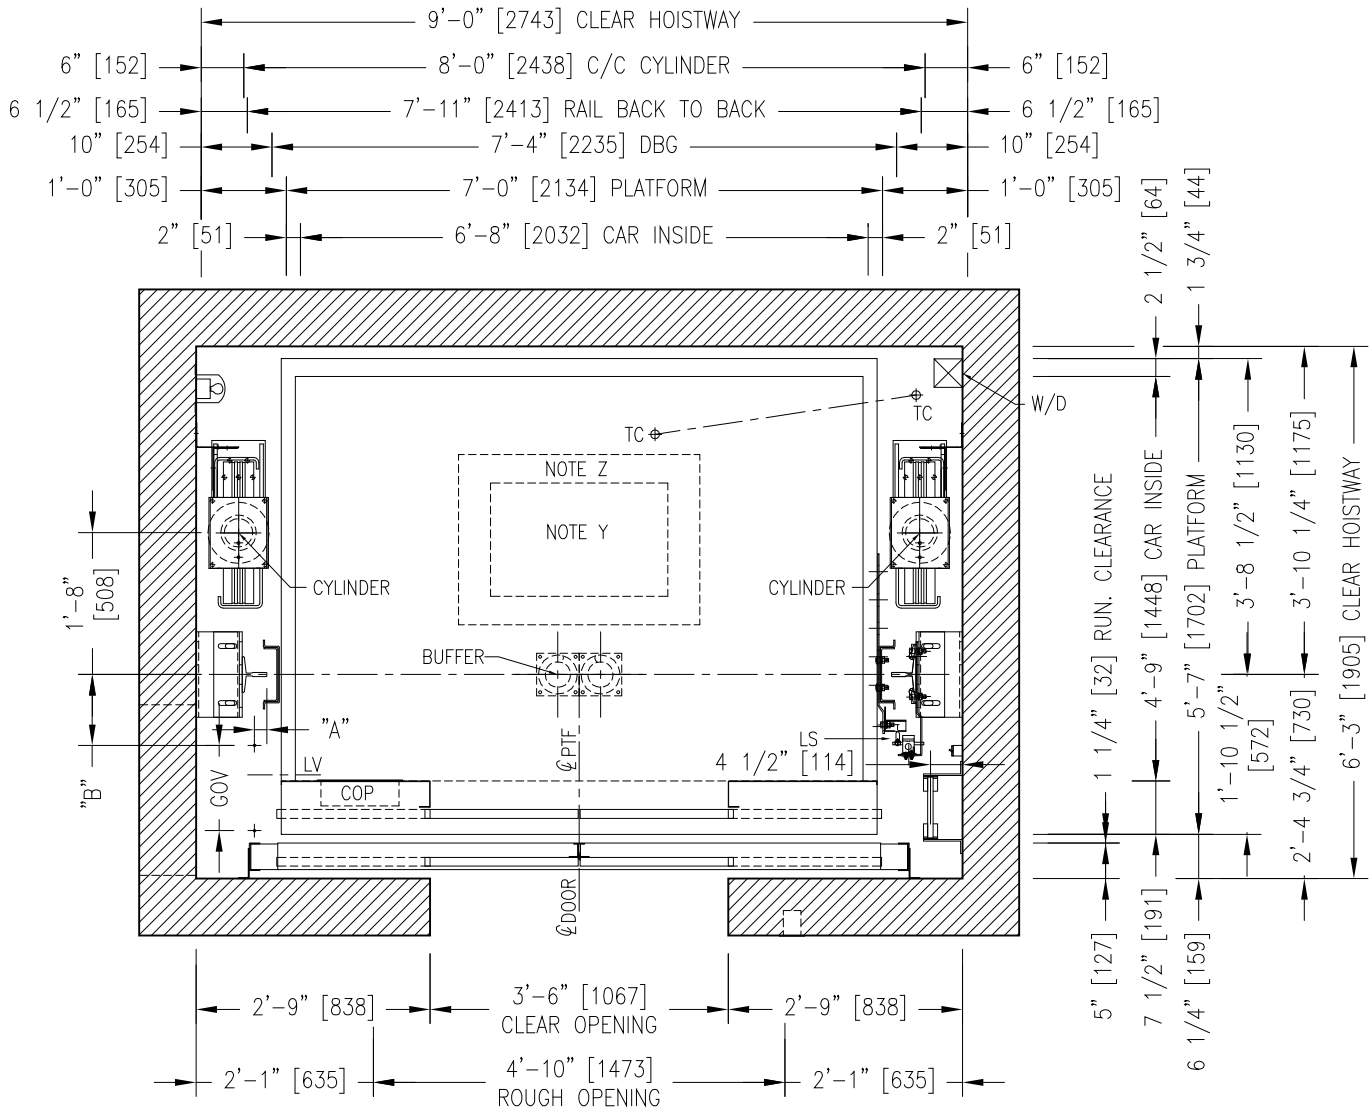 9'-0" [2743] CLEAR HOISTWAY
6" [152]
8'-0" [2438] C/C CYLINDER
6" [152]
6 1/2" [165]
7'-11" [2413] RAIL BACK TO BACK
6 1/2" [165]
10" [254]
7'-4" [2235] DBG
10" [254]
1'-0" [305]
7'-0" [2134] PLATFORM
1'-0" [305]
2" [51]
6'-8" [2032] CAR INSIDE
2" [51]
2 1/2" [64]
1 3/4" [44]
W/D
TC
TC
NOTE Z
NOTE Y
CYLINDER
CYLINDER
1'-8"
[508]
BUFFER
"A"
"B"
GOV
LV
COP
℄PTF
℄DOOR
LS
4 1/2" [114]
1 1/4" [32] RUN. CLEARANCE
4'-9" [1448] CAR INSIDE
5'-7" [1702] PLATFORM
3'-8 1/2" [1130]
3'-10 1/4" [1175]
6'-3" [1905] CLEAR HOISTWAY
1'-10 1/2"
[572]
2'-4 3/4" [730]
5" [127]
7 1/2" [191]
6 1/4" [159]
2'-9" [838]
3'-6" [1067]
CLEAR OPENING
2'-9" [838]
2'-1" [635]
4'-10" [1473]
ROUGH OPENING
2'-1" [635]